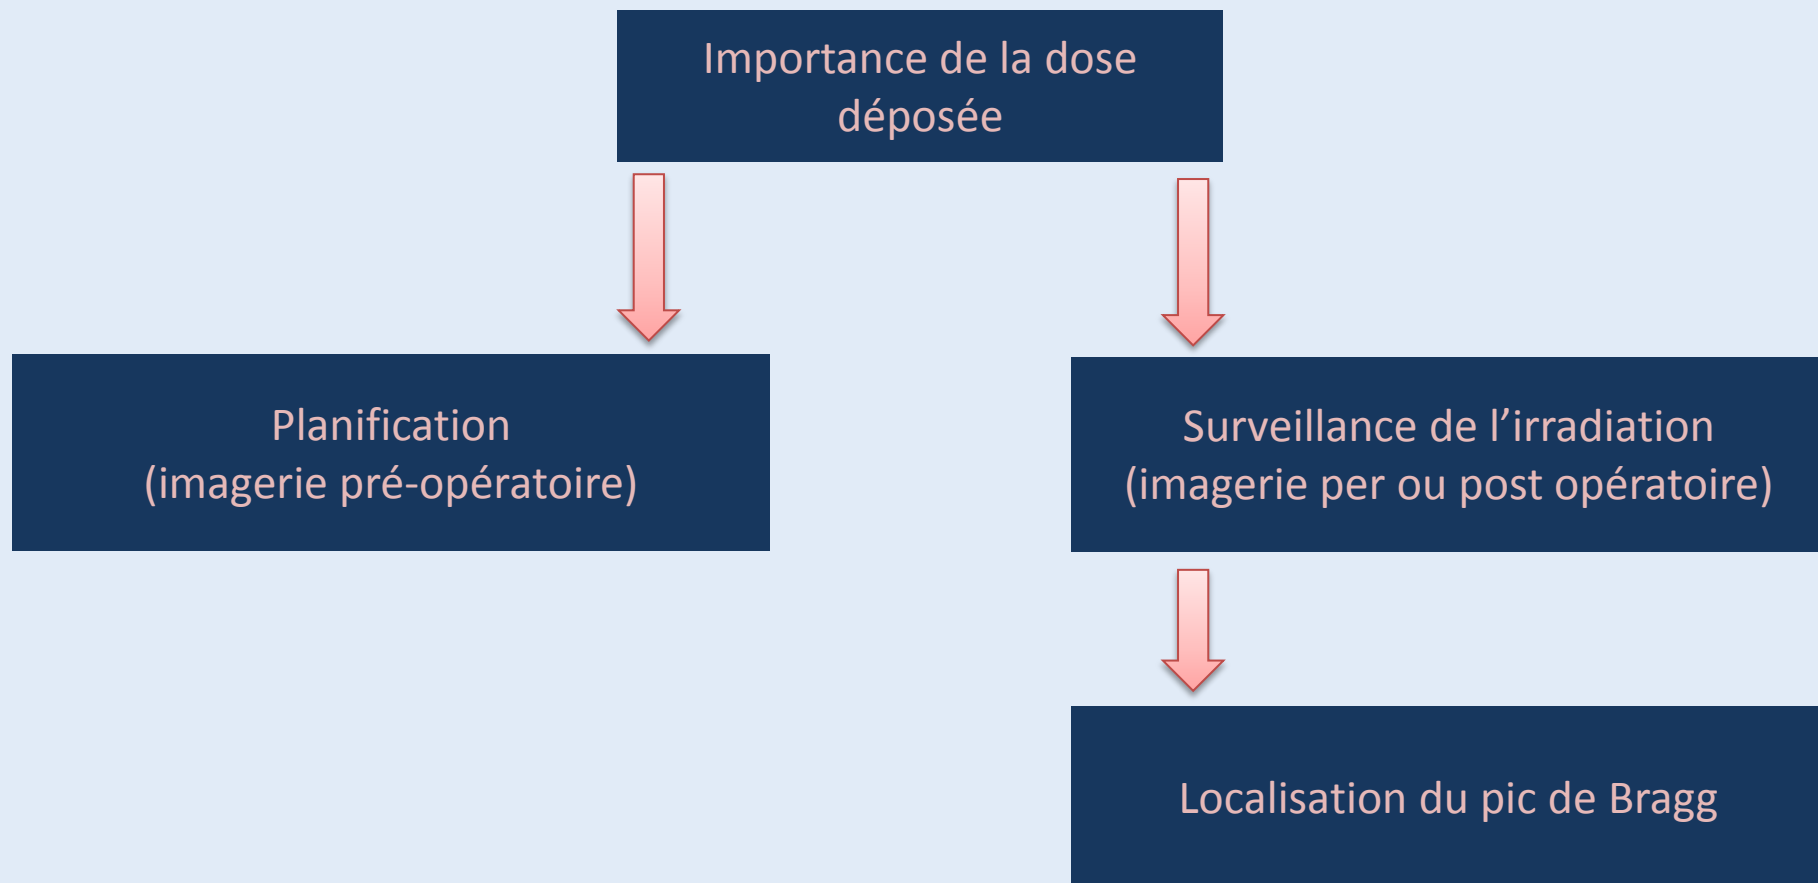 Importance de la dose
déposée
Planification
(imagerie pré-opératoire)
Surveillance de l’irradiation
(imagerie per ou post opératoire)
Localisation du pic de Bragg